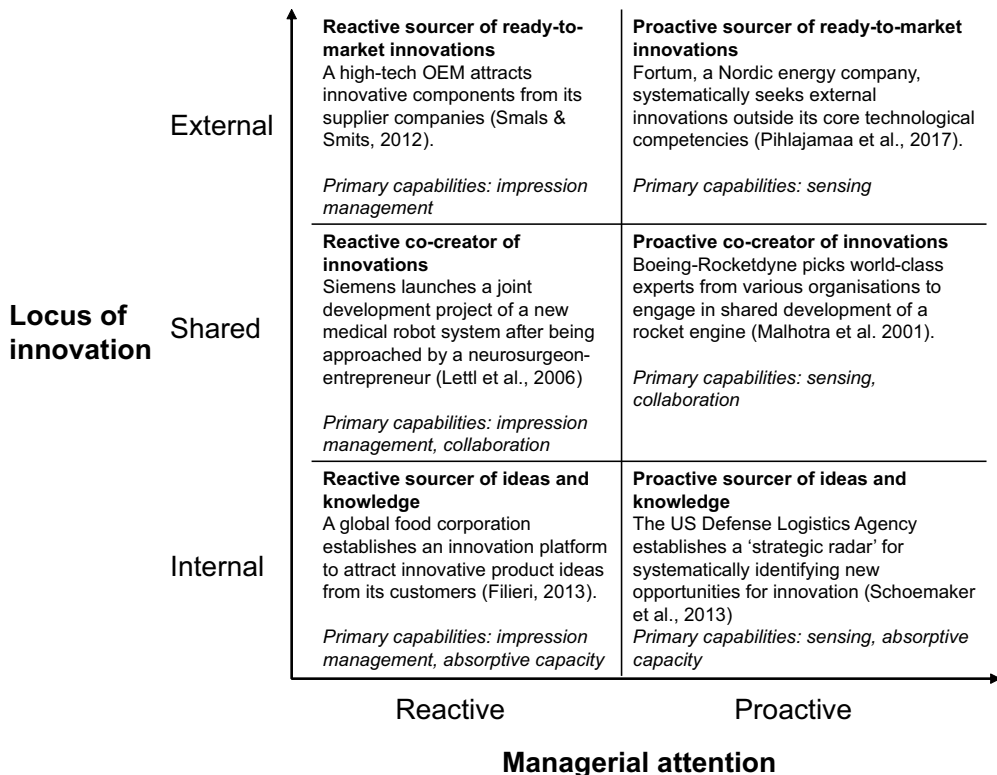 External
Reactive sourcer of ready-to-
market innovations
A high-tech OEM attracts
innovative components from its
supplier companies (Smals &
Smits, 2012).
Primary capabilities: impression
management
Proactive sourcer of ready-to-market
innovations
Fortum, a Nordic energy company,
systematically seeks external
innovations outside its core technological
competencies (Pihlajamaa et al., 2017).
Primary capabilities: sensing
Locus of
innovation
Shared
Reactive co-creator of
innovations
Siemens launches a joint
development project of a new
medical robot system after being
approached by a neurosurgeon-
entrepreneur (Lettl et al., 2006)
Primary capabilities: impression
management, collaboration
Proactive co-creator of innovations
Boeing-Rocketdyne picks world-class
experts from various organisations to
engage in shared development of a
rocket engine (Malhotra et al. 2001).
Primary capabilities: sensing,
collaboration
Internal
Reactive sourcer of ideas and
knowledge
A global food corporation
establishes an innovation platform
to attract innovative product ideas
from its customers (Filieri, 2013).
Primary capabilities: impression
management, absorptive capacity
Proactive sourcer of ideas and
knowledge
The US Defense Logistics Agency
establishes a ‘strategic radar’ for
systematically identifying new
opportunities for innovation (Schoemaker
et al., 2013)
Primary capabilities: sensing, absorptive
capacity
Reactive
Proactive
Managerial attention